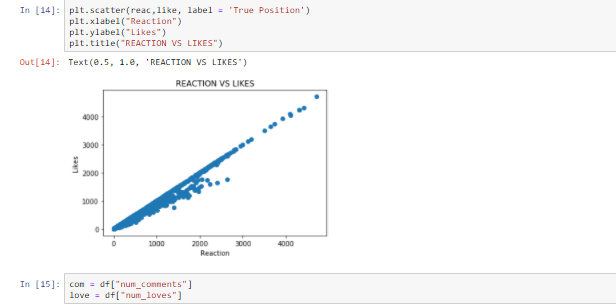 In [14]: plt.scatter(reac,like, label = 'True Position')
plt.xlabel("Reaction")
plt.ylabel("Likes")
plt.title("REACTION VS LIKES")
Out[14]: Text(0.5, 1.0, 'REACTION VS LIKES')
REACTION VS LIKES
4000
3000
2000
1000
0
Likes
0 1000 2000 3000 4000
Reaction
In [15]: com = df["num_comments"]
love = df["num_loves"]